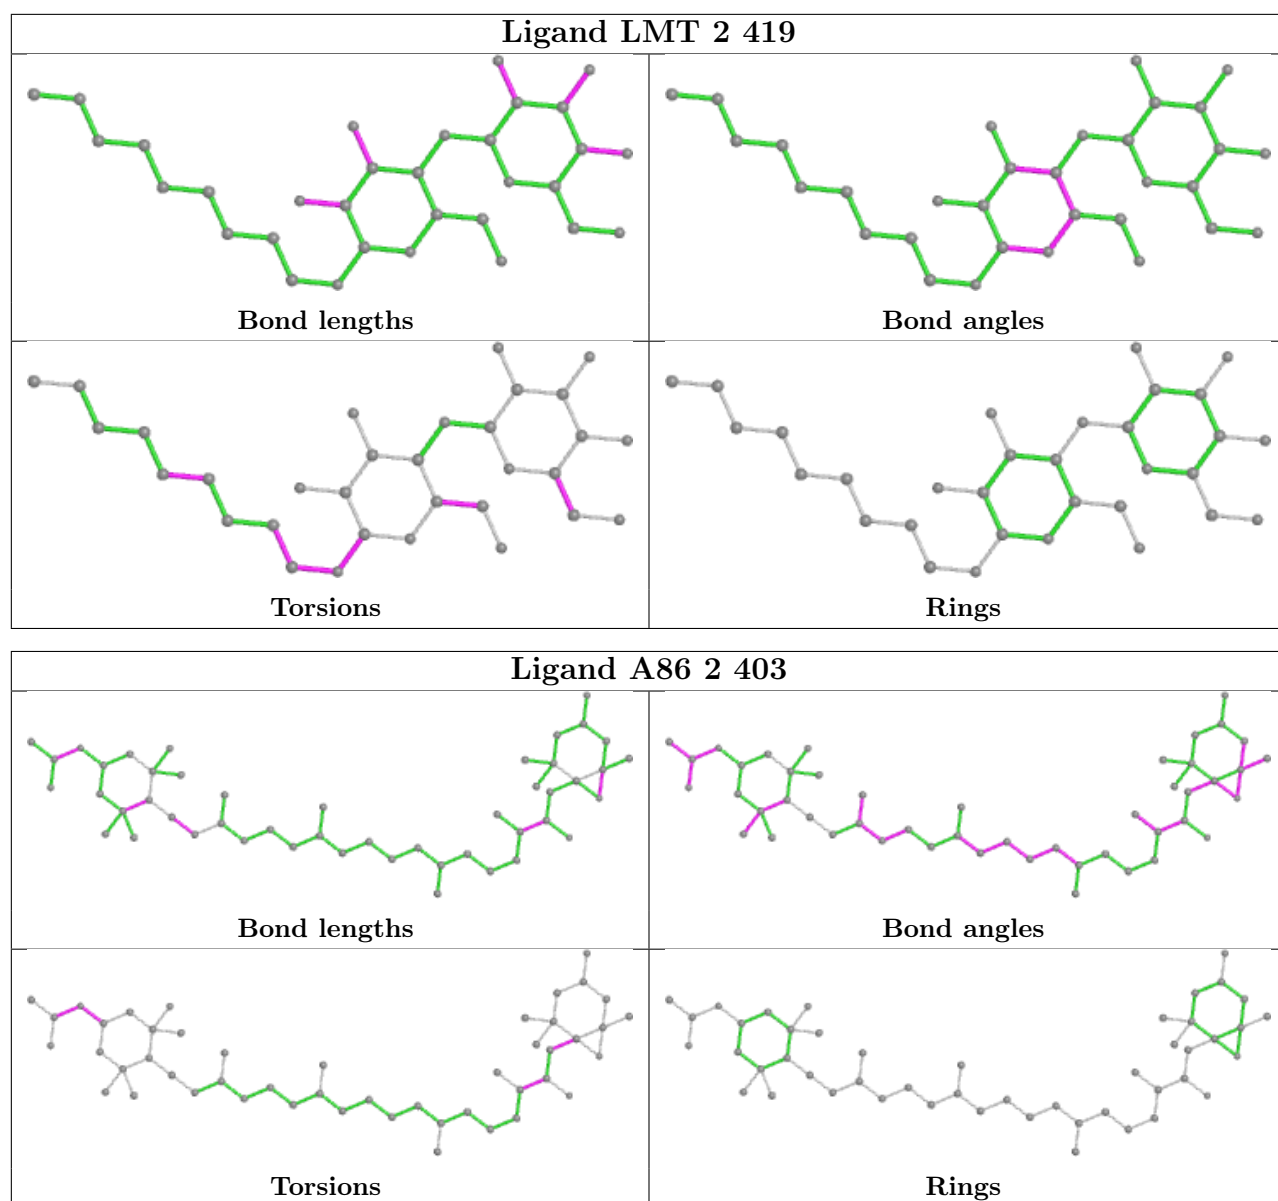 Ligand LMT 2 419
Bond lengths
Bond angles
Torsions
Rings
Ligand A86 2 403
Bond lengths
Bond angles
Torsions
Rings